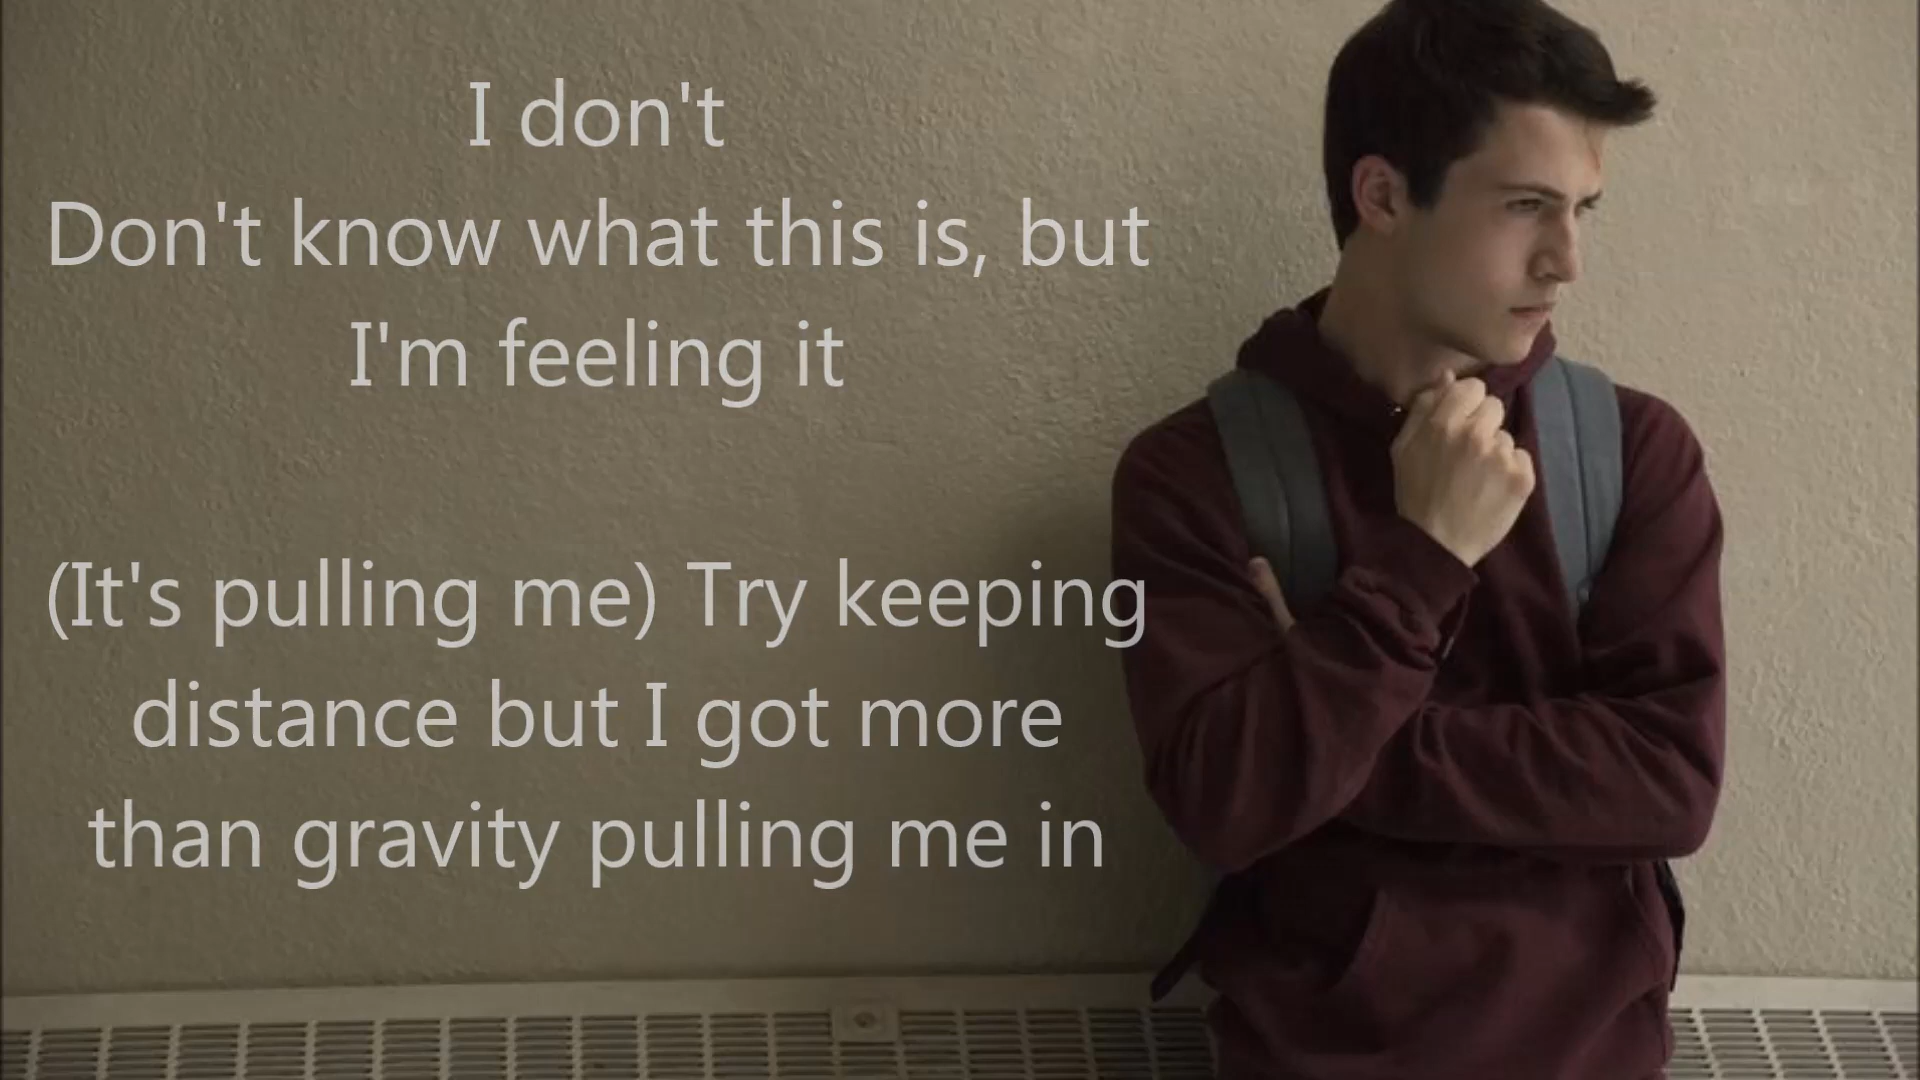 I don't
Don't know what this is, but
I'm feeling it
(It's pulling me) Try keeping
distance but I got more
than gravity pulling me in